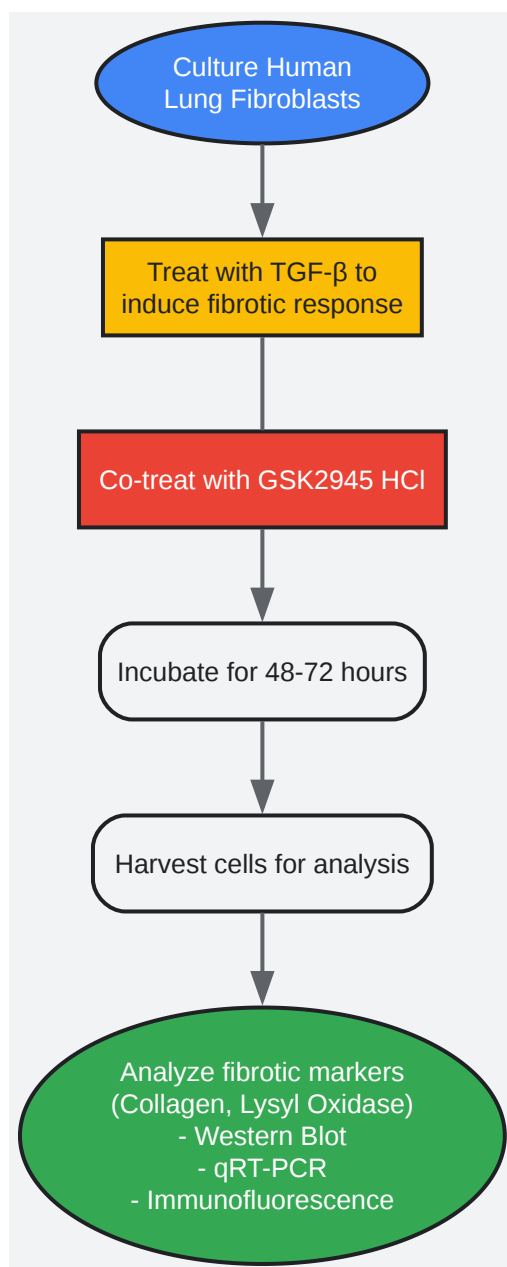 Culture Human
Lung Fibroblasts
Treat with TGF-β to
induce fibrotic response
Co-treat with GSK2945 HCl
Incubate for 48-72 hours
Harvest cells for analysis
Analyze fibrotic markers
(Collagen, Lysyl Oxidase)
- Western Blot
- qRT-PCR
- Immunofluorescence